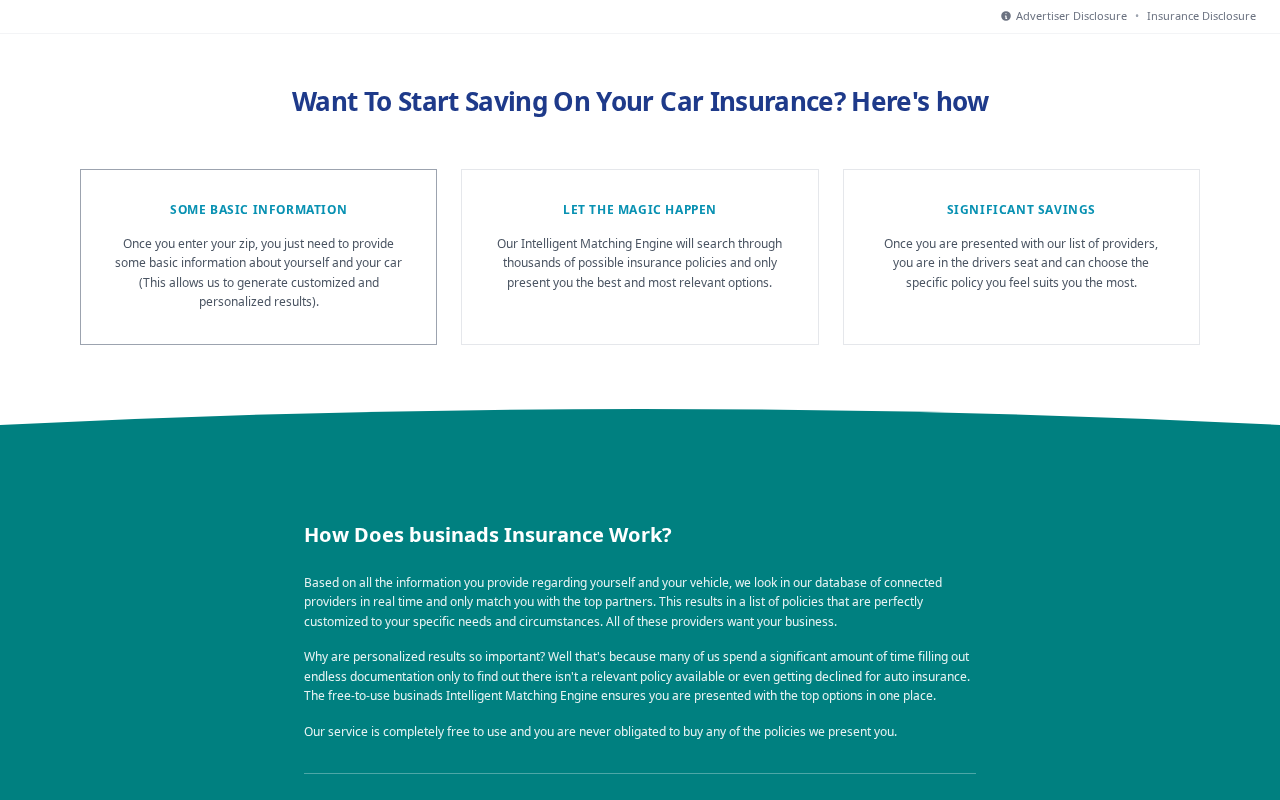 Advertiser Disclosure • Insurance Disclosure
Want To Start Saving On Your Car Insurance? Here's how
SOME BASIC INFORMATION
Once you enter your zip, you just need to provide
some basic information about yourself and your car
(This allows us to generate customized and
personalized results).
LET THE MAGIC HAPPEN
Our Intelligent Matching Engine will search through
thousands of possible insurance policies and only
present you the best and most relevant options.
SIGNIFICANT SAVINGS
Once you are presented with our list of providers,
you are in the drivers seat and can choose the
specific policy you feel suits you the most.
How Does businads Insurance Work?
Based on all the information you provide regarding yourself and your vehicle, we look in our database of connected
providers in real time and only match you with the top partners. This results in a list of policies that are perfectly
customized to your specific needs and circumstances. All of these providers want your business.
Why are personalized results so important? Well that's because many of us spend a significant amount of time filling out
endless documentation only to find out there isn't a relevant policy available or even getting declined for auto insurance.
The free-to-use businads Intelligent Matching Engine ensures you are presented with the top options in one place.
Our service is completely free to use and you are never obligated to buy any of the policies we present you.